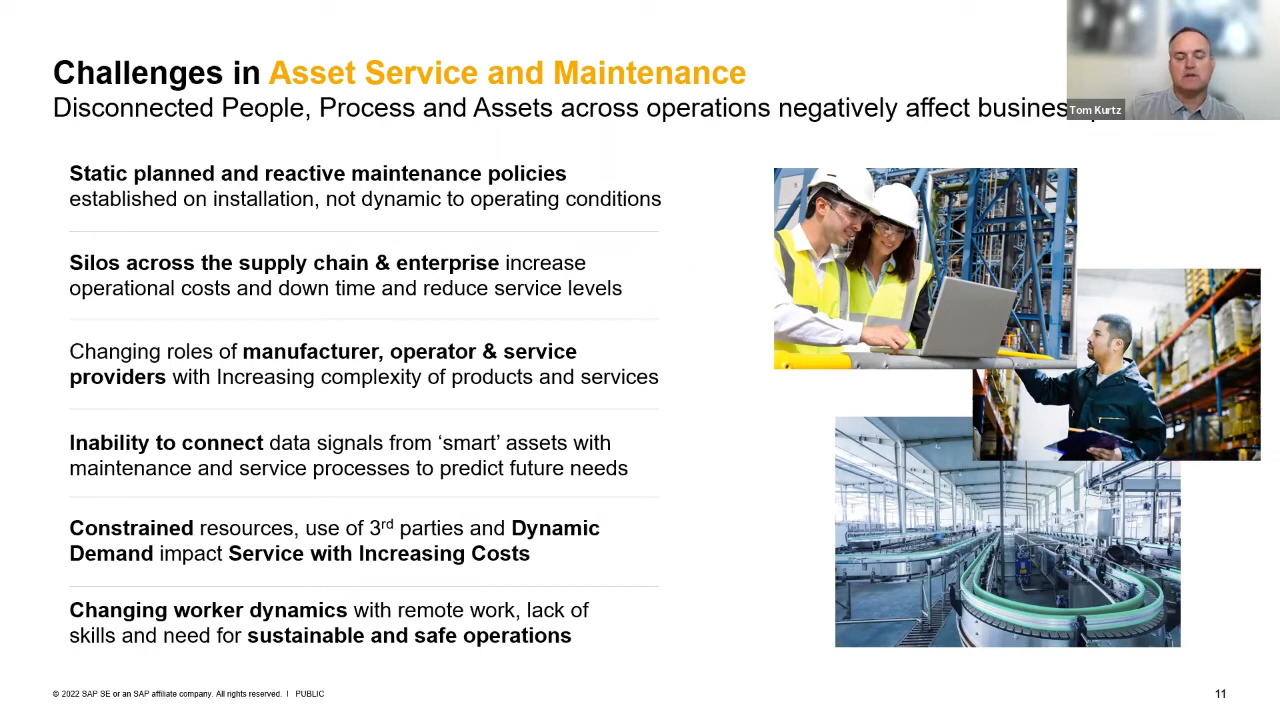 Challenges in Asset Service and Maintenance
Disconnected People, Process and Assets across operations negatively affect business
Tom Kurtz
Static planned and reactive maintenance policies
established on installation, not dynamic to operating conditions
Silos across the supply chain & enterprise increase
operational costs and down time and reduce service levels
Changing roles of manufacturer, operator & service
providers with Increasing complexity of products and services
Inability to connect data signals from ‘smart’ assets with
maintenance and service processes to predict future needs
Constrained resources, use of 3rd parties and Dynamic
Demand impact Service with Increasing Costs
Changing worker dynamics with remote work, lack of
skills and need for sustainable and safe operations
© 2022 SAP SE or an SAP affiliate company. All rights reserved. I PUBLIC
11